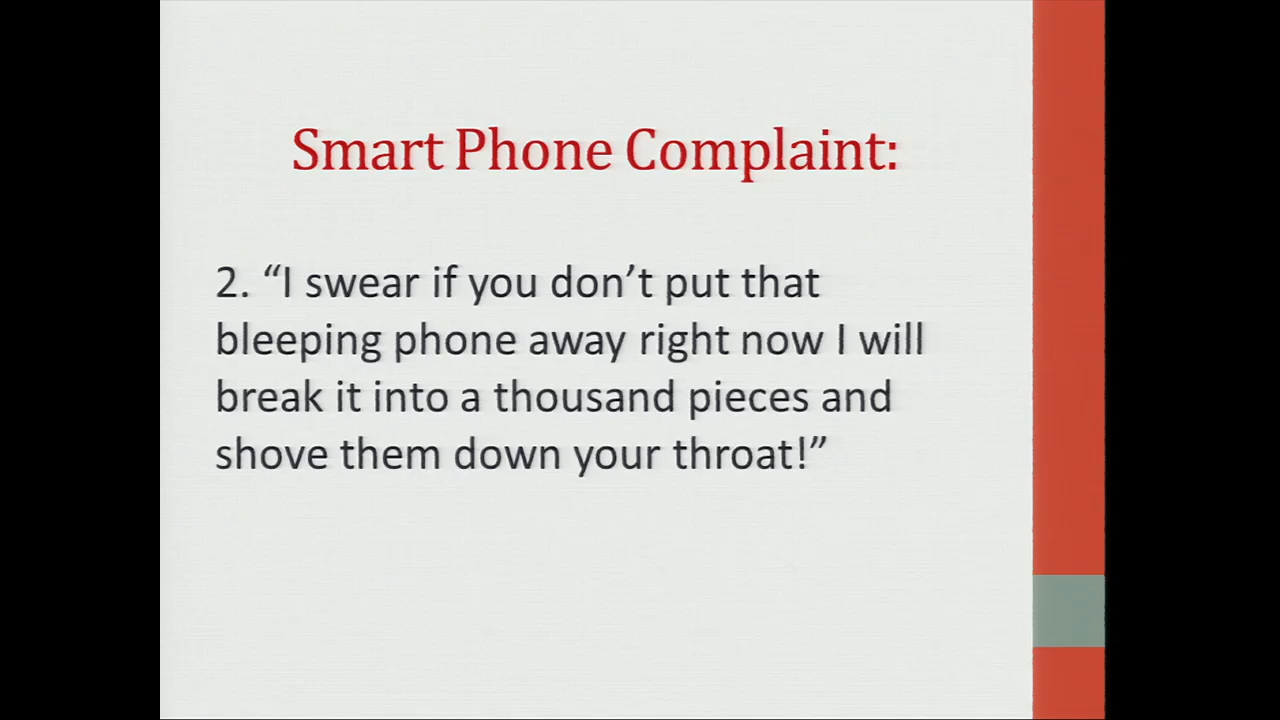 Smart Phone Complaint:
2. “I swear if you don’t put that
bleeping phone away right now I will
break it into a thousand pieces and
shove them down your throat!”